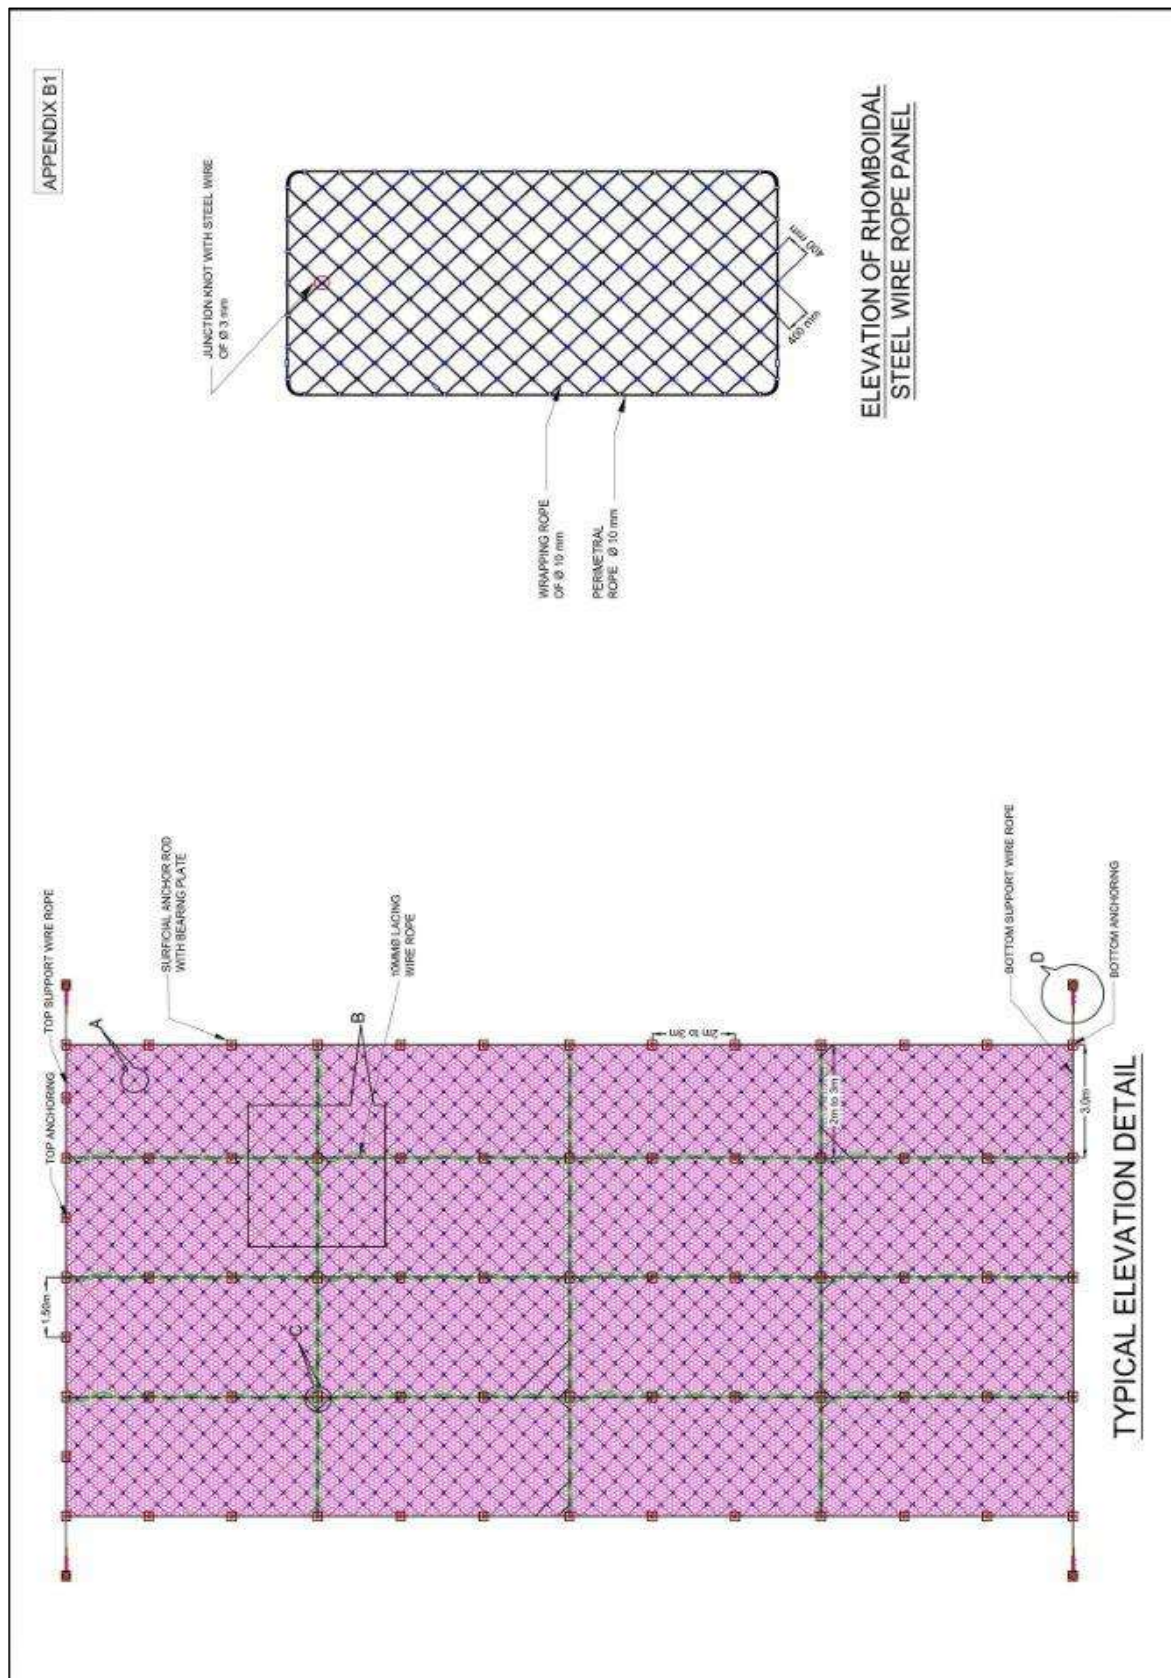 APPENDIX B1
JUNCTION KNOT WITH STEEL WIRE
OF Ø 3 mm
WRAPPING ROPE
OF Ø 10 mm
PERIMETRAL
ROPE Ø 10 mm
400 mm
400 mm
ELEVATION OF RHOMBOIDAL
STEEL WIRE ROPE PANEL
TOP ANCHORING
TOP SUPPORT WIRE ROPE
1.50m
A
SURFICIAL ANCHOR ROD
WITH BEARING PLATE
B
10MMØ LACING
WIRE ROPE
C
2m to 3m
2m to 3m
3.0m
BOTTOM SUPPORT WIRE ROPE
D
BOTTOM ANCHORING
TYPICAL ELEVATION DETAIL